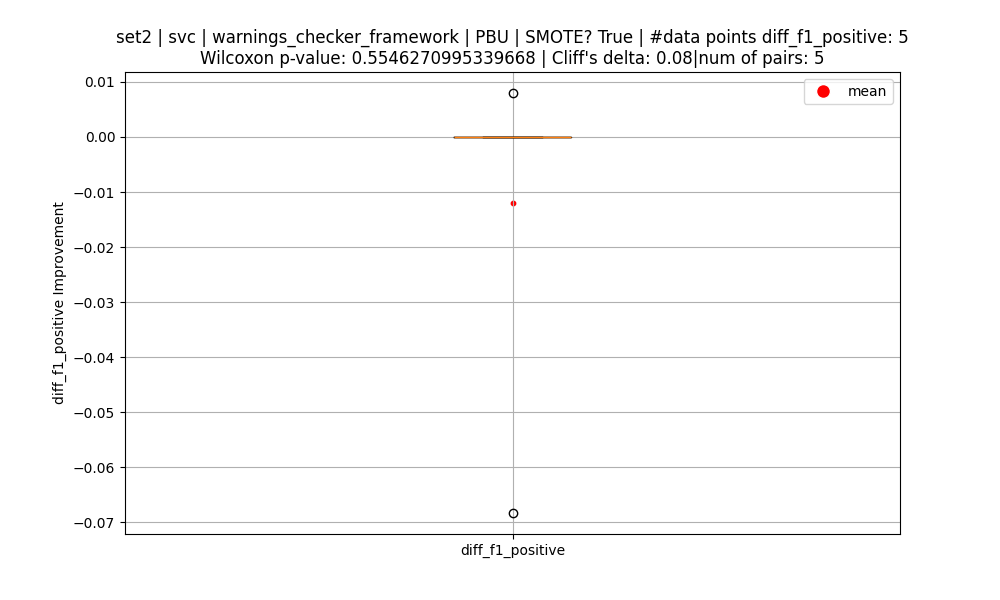 set2 | svc | warnings_checker_framework | PBU | SMOTE? True | #data points diff_f1_positive: 5
Wilcoxon p-value: 0.5546270995339668 | Cliff's delta: 0.08|num of pairs: 5
mean
0.01
0.00
−0.01
−0.02
−0.03
−0.04
−0.05
−0.06
−0.07
diff_f1_positive Improvement
diff_f1_positive